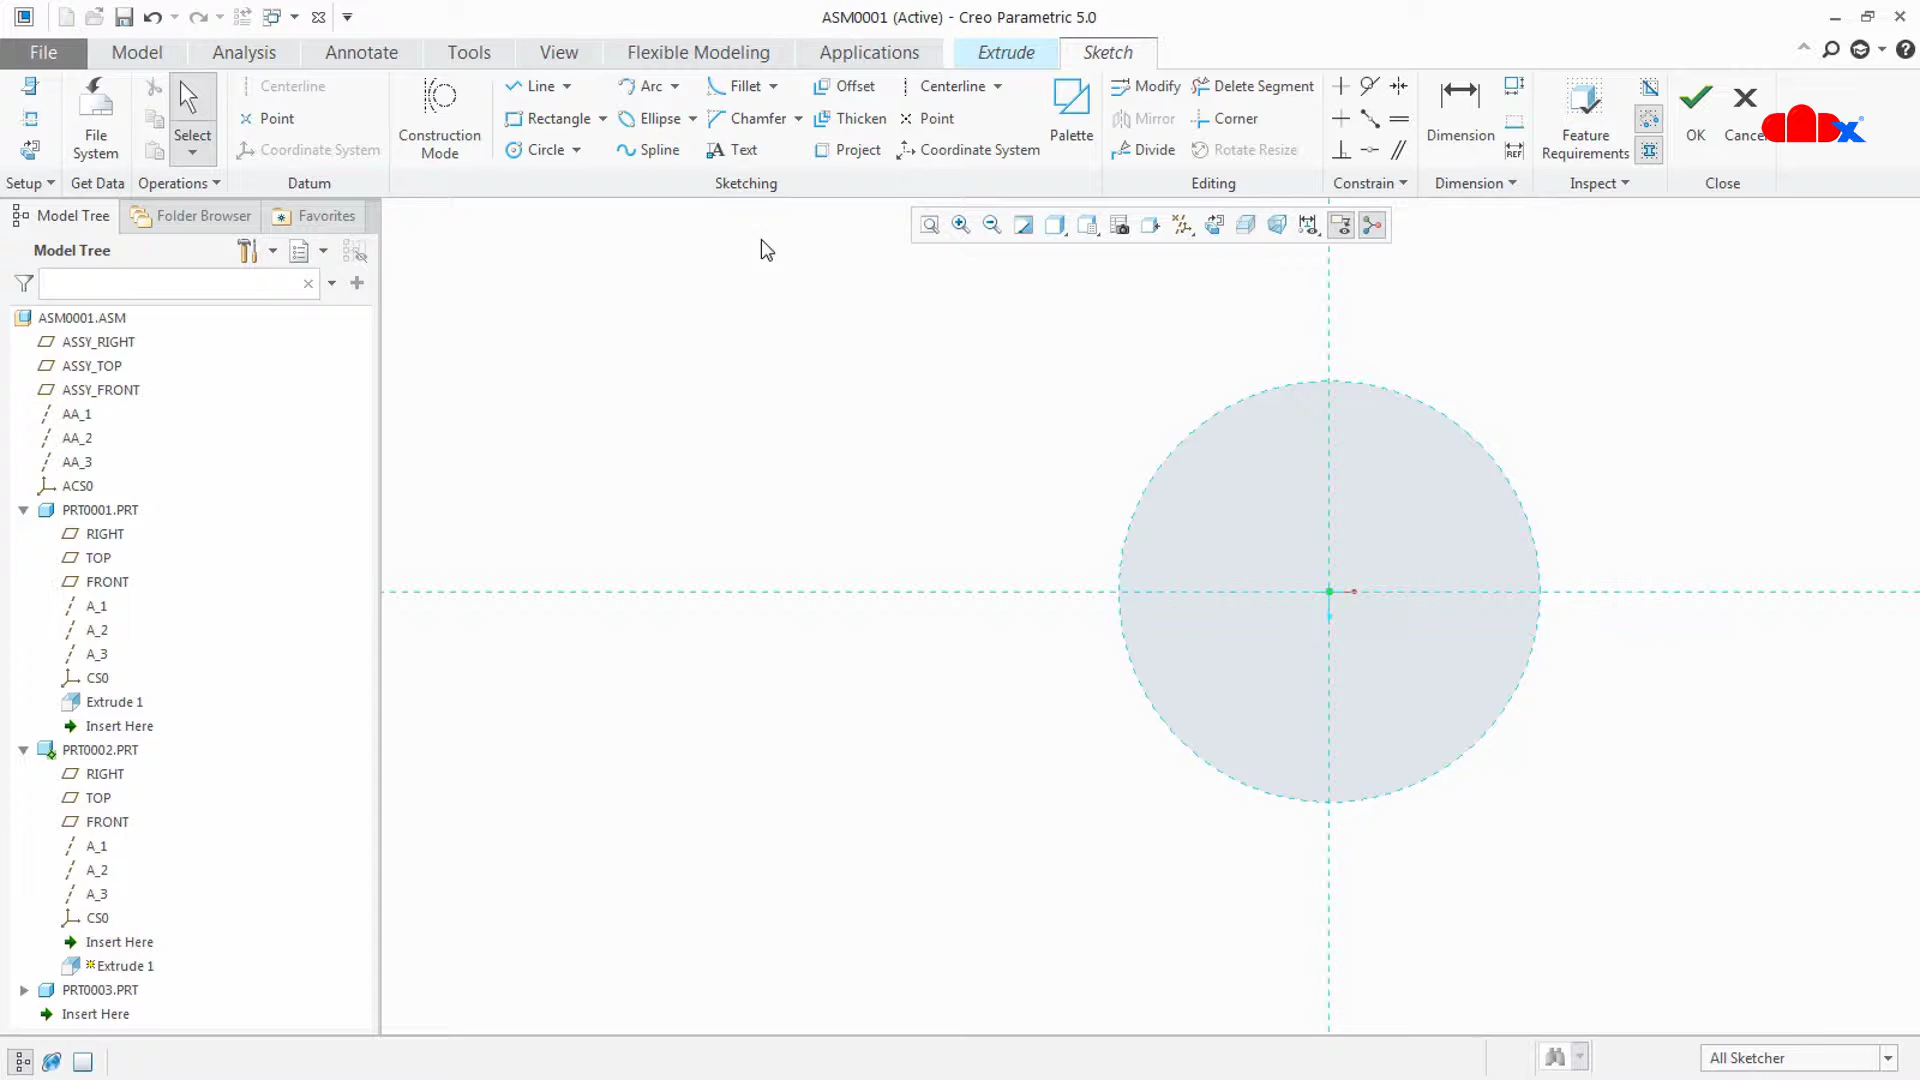 ASM0001 (Active) - Creo Parametric 5.0
File Model Analysis Annotate Tools View Flexible Modeling Applications Extrude Sketch
Centerline Line Arc Fillet Offset Centerline Modify Delete Segment
Point Rectangle Ellipse Chamfer Thicken Point Mirror Corner
Coordinate System Circle Spline Text Project Coordinate System Divide Rotate Resize
File System
Select
Construction Mode
Palette
Dimension
REF
Feature Requirements
OK
Cancel
Setup Get Data Operations Datum Sketching Editing Constrain Dimension Inspect Close
Model Tree Folder Browser Favorites
Model Tree
ASM0001.ASM
ASSY_RIGHT
ASSY_TOP
ASSY_FRONT
AA_1
AA_2
AA_3
ACS0
PRT0001.PRT
RIGHT
TOP
FRONT
A_1
A_2
A_3
CS0
Extrude 1
Insert Here
PRT0002.PRT
RIGHT
TOP
FRONT
A_1
A_2
A_3
CS0
Insert Here
Extrude 1
PRT0003.PRT
Insert Here
All Sketcher